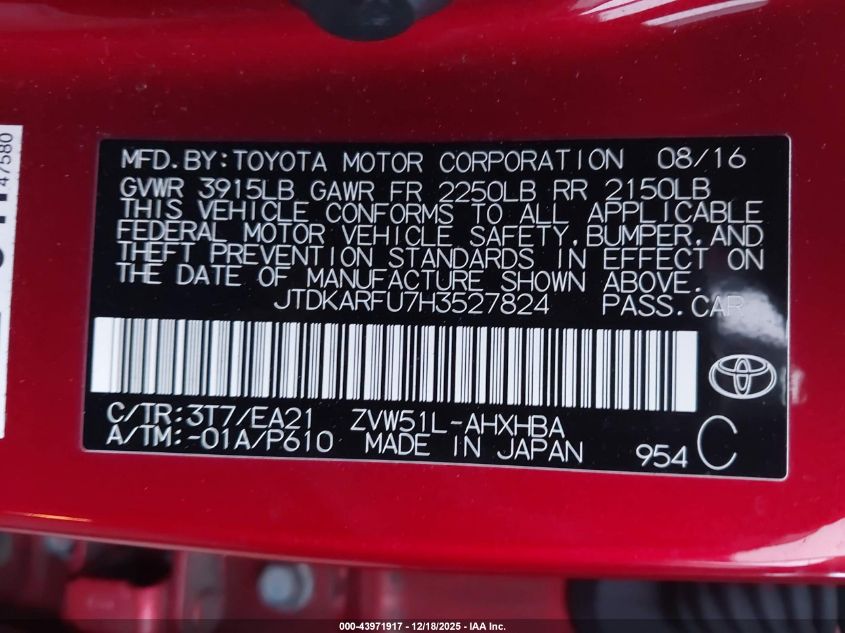 MFD.BY:TOYOTA MOTOR CORPORATION 08/16
GVWR 3915LB GAWR FR 2250LB RR 2150LB
THIS VEHICLE CONFORMS TO ALL APPLICABLE
FEDERAL MOTOR VEHICLE SAFETY,BUMPER,AND
THEFT PREVENTION STANDARDS IN EFFECT ON
THE DATE OF MANUFACTURE SHOWN ABOVE.
JTDKARFU7H3527824 PASS.CAR
C/TR:3T7/EA21 ZVW51L-AHXHBA
A/TM:-01A/P610 MADE IN JAPAN 954 C
47580
000-43971917 - 12/18/2025 - IAA Inc.